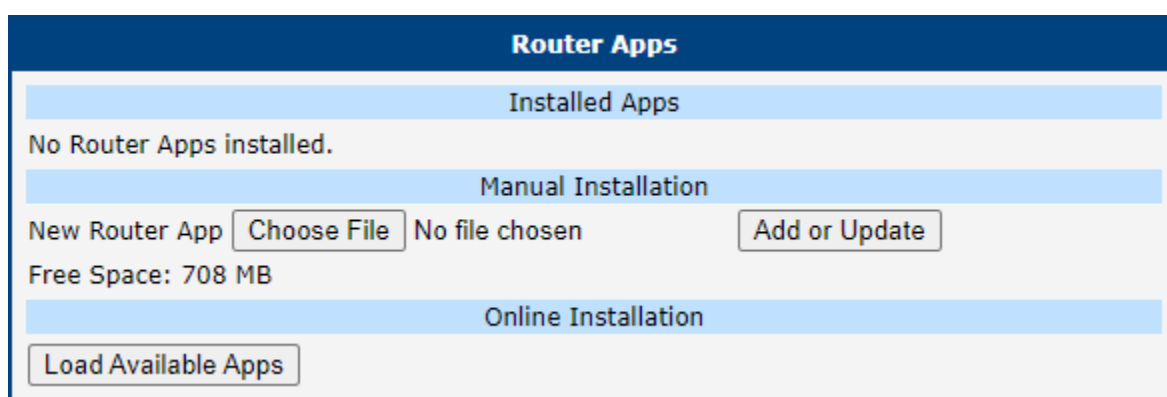 Router Apps
Installed Apps
No Router Apps installed.
Manual Installation
New Router App Choose File No file chosen Add or Update
Free Space: 708 MB
Online Installation
Load Available Apps